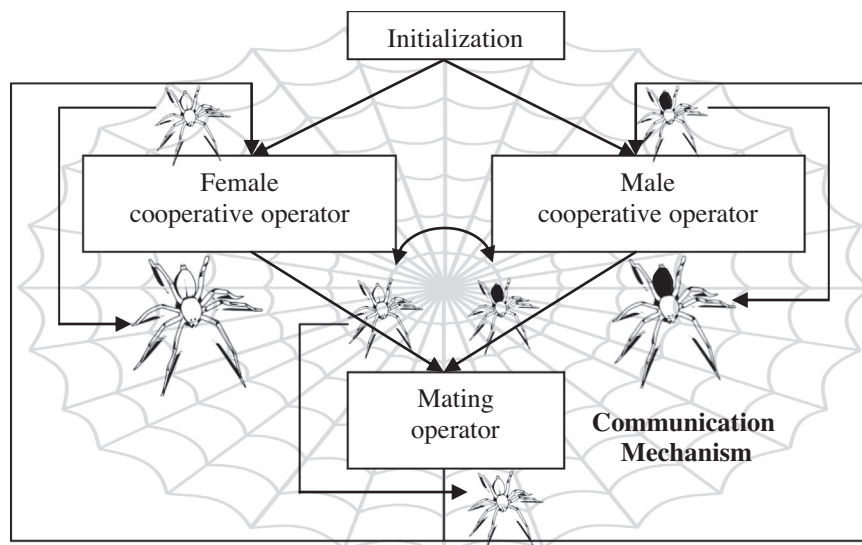 Initialization
Female
cooperative operator
Male
cooperative operator
Mating
operator
Communication
Mechanism